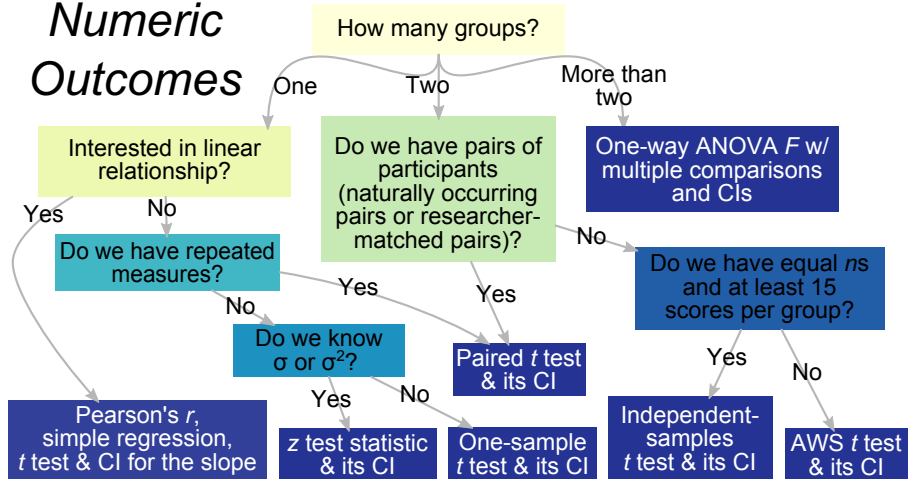 Numeric
Outcomes
How many groups?
One
Two
More than
two
Interested in linear
relationship?
Do we have pairs of
participants
(naturally occurring
pairs or researcher-
matched pairs)?
One-way ANOVA F w/
multiple comparisons
and CIs
Yes
No
No
Do we have repeated
measures?
Yes
Yes
Do we have equal ns
and at least 15
scores per group?
No
Do we know
σ or σ²?
Paired t test
& its CI
Yes
No
Yes
No
Pearson's r,
simple regression,
t test & CI for the slope
z test statistic
& its CI
One-sample
t test & its CI
Independent-
samples
t test & its CI
AWS t test
& its CI